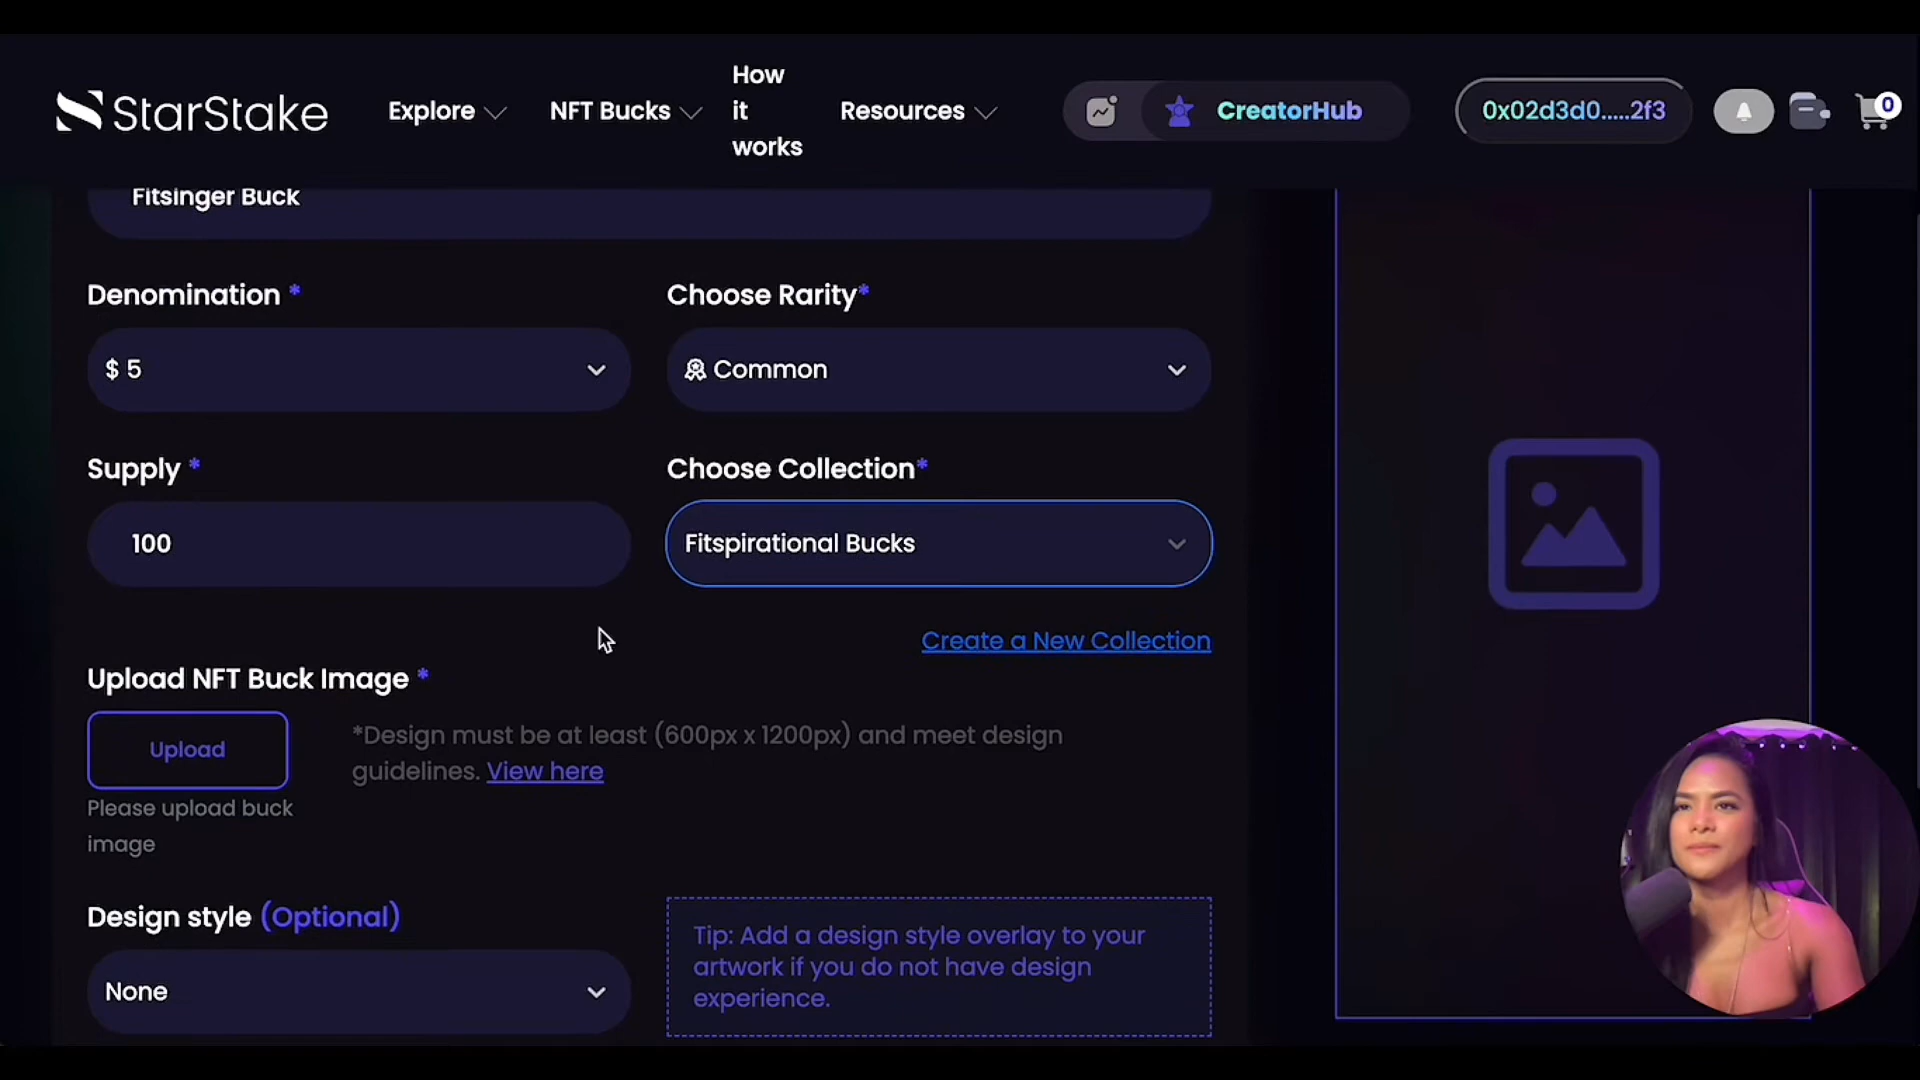 StarStake
Explore
NFT Bucks
How
it
works
Resources
CreatorHub
0x02d3d0.....2f3
0
Fitsinger Buck
Denomination *
Choose Rarity*
$ 5
Common
Supply *
Choose Collection*
100
Fitspirational Bucks
Create a New Collection
Upload NFT Buck Image *
Upload
*Design must be at least (600px x 1200px) and meet design
guidelines. View here
Please upload buck
image
Design style (Optional)
None
Tip: Add a design style overlay to your
artwork if you do not have design
experience.